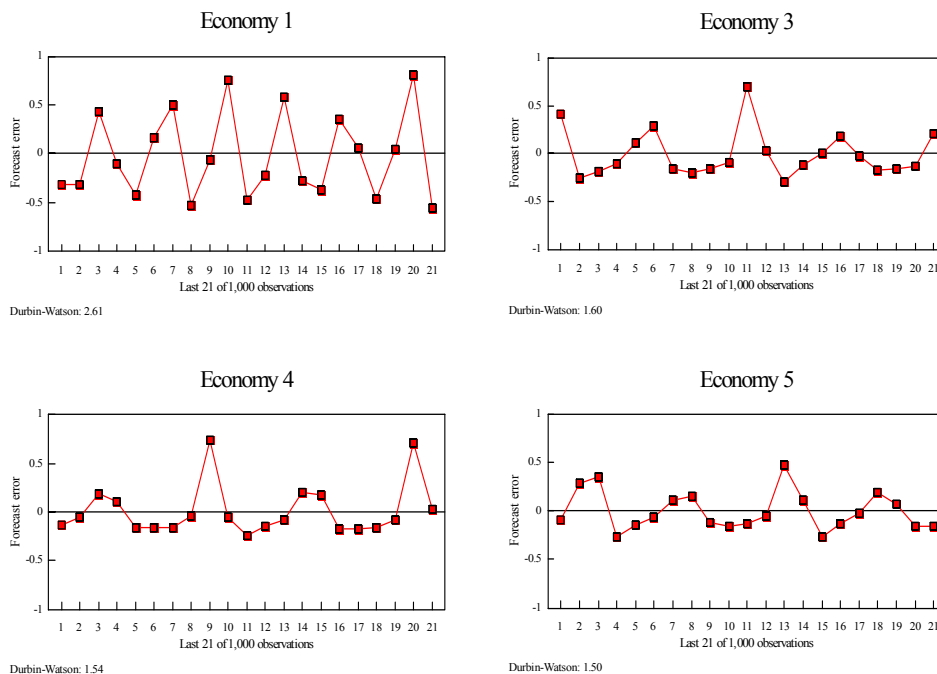 Economy 1
1
0.5
0
-0.5
-1
Forecast error
1 2 3 4 5 6 7 8 9 10 11 12 13 14 15 16 17 18 19 20 21
Last 21 of 1,000 observations
Durbin-Watson: 2.61
Economy 3
1
0.5
0
-0.5
-1
Forecast error
1 2 3 4 5 6 7 8 9 10 11 12 13 14 15 16 17 18 19 20 21
Last 21 of 1,000 observations
Durbin-Watson: 1.60
Economy 4
1
0.5
0
-0.5
-1
Forecast error
1 2 3 4 5 6 7 8 9 10 11 12 13 14 15 16 17 18 19 20 21
Last 21 of 1,000 observations
Durbin-Watson: 1.54
Economy 5
1
0.5
0
-0.5
-1
Forecast error
1 2 3 4 5 6 7 8 9 10 11 12 13 14 15 16 17 18 19 20 21
Last 21 of 1,000 observations
Durbin-Watson: 1.50